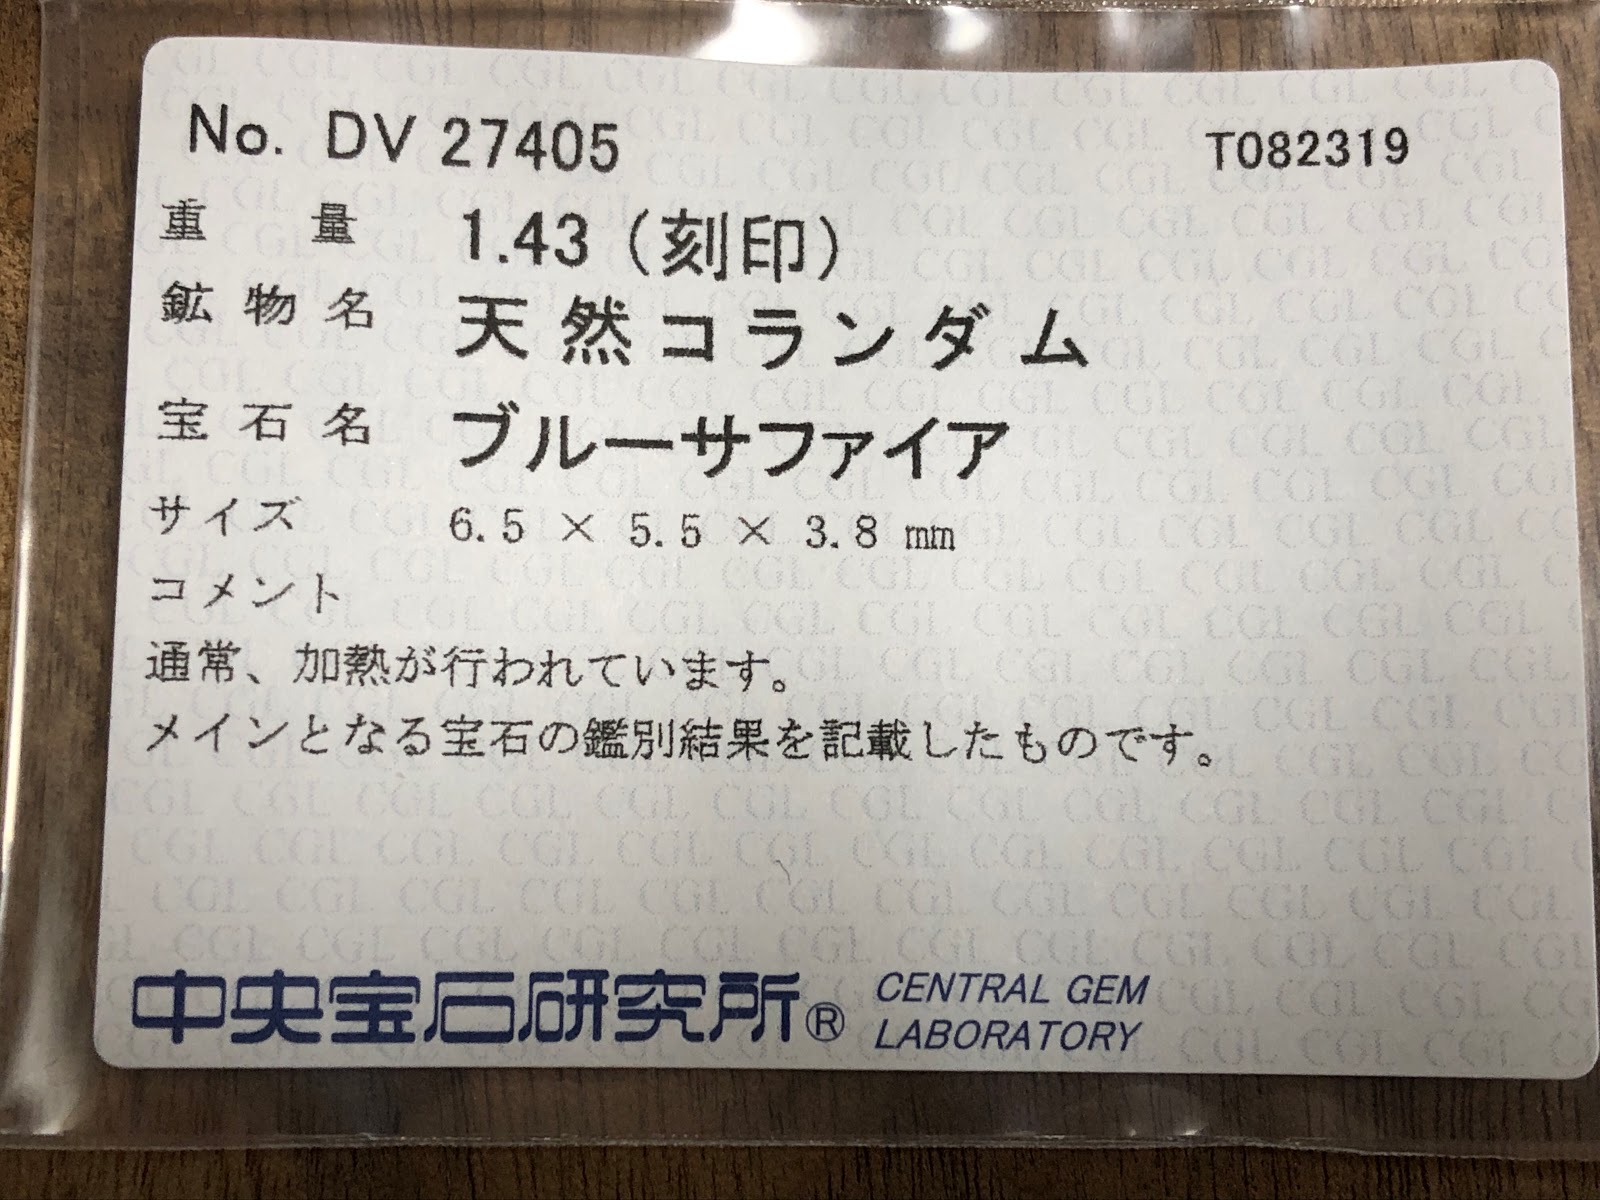 No. DV 27405 T082319
重量 1.43（刻印）
鉱物名 天然コランダム
宝石名 ブルーサファイア
サイズ 6.5 × 5.5 × 3.8 mm
コメント
通常、加熱が行われています。
メインとなる宝石の鑑別結果を記載したものです。
中央宝石研究所® CENTRAL GEM
LABORATORY